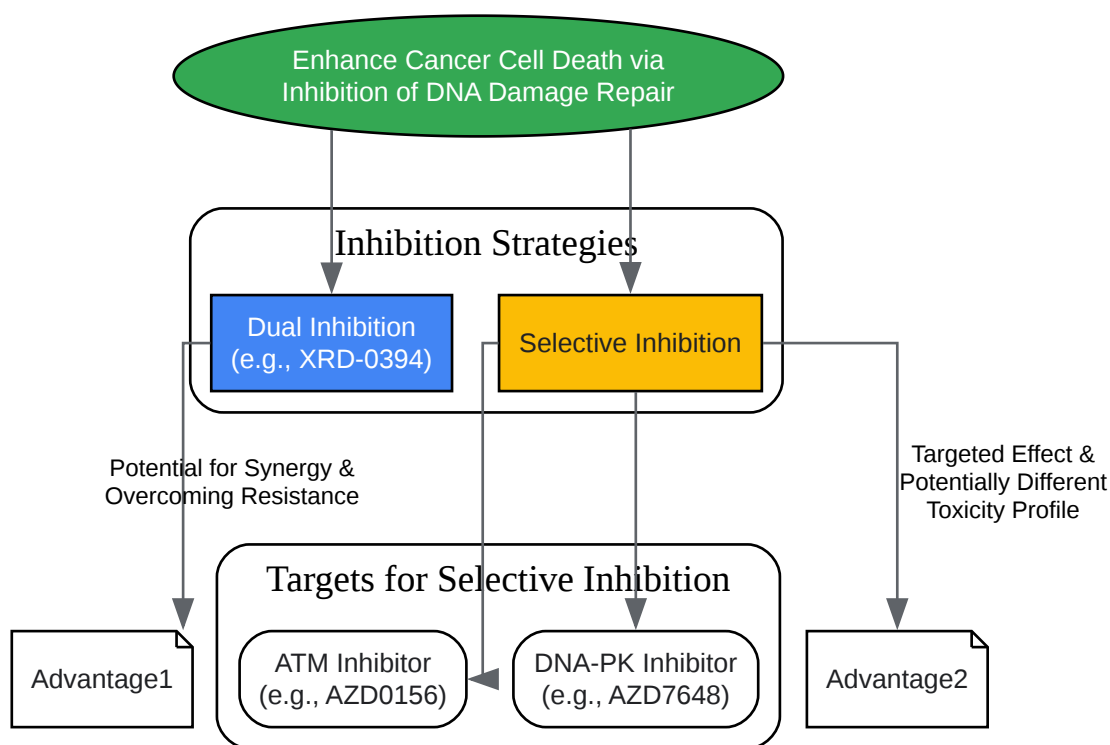 Enhance Cancer Cell Death via
Inhibition of DNA Damage Repair
Inhibition Strategies
Dual Inhibition
(e.g., XRD-0394)
Selective Inhibition
Potential for Synergy &
Overcoming Resistance
Targeted Effect &
Potentially Different
Toxicity Profile
Targets for Selective Inhibition
Advantage1
ATM Inhibitor
(e.g., AZD0156)
DNA-PK Inhibitor
(e.g., AZD7648)
Advantage2